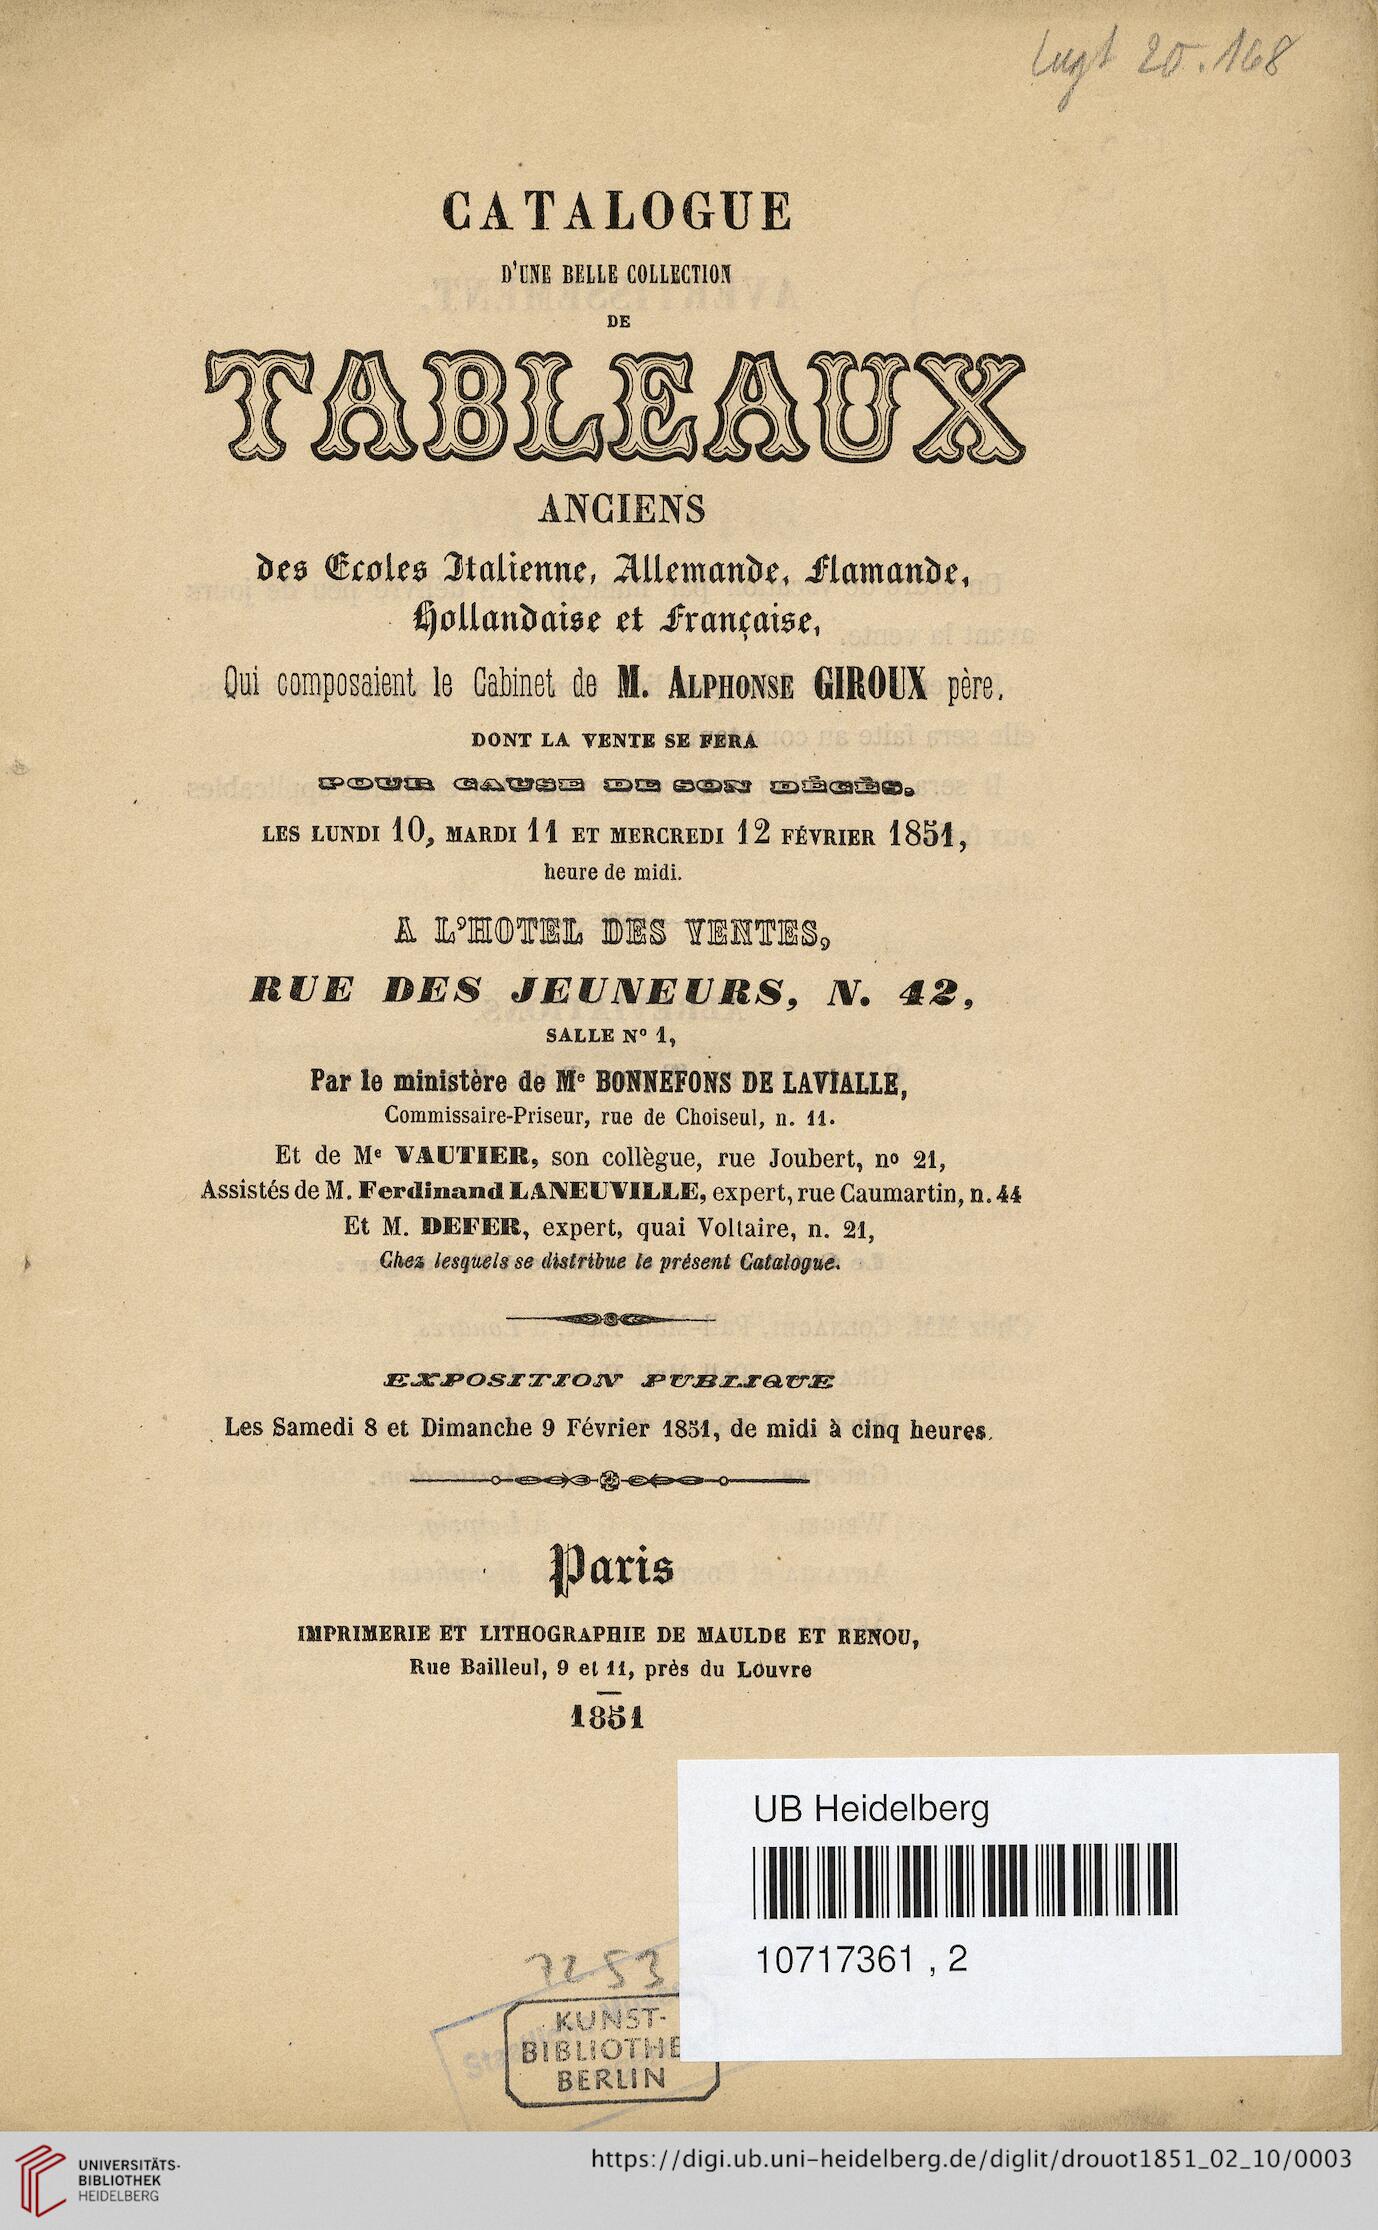 Lugt 20.168
CATALOGUE
D'UNE BELLE COLLECTION
DE
TABLEAUX
ANCIENS
des Ecoles Italienne, Allemande, Flamande,
Hollandaise et Française,
Qui composaient le Cabinet de M. ALPHONSE GIROUX père,
DONT LA VENTE SE FERA
POUR CAUSE DE SON DÉCÈS,
LES LUNDI 10, MARDI 11 ET MERCREDI 12 FÉVRIER 1851,
heure de midi.
A L'HOTEL DES VENTES,
RUE DES JEUNEURS, N. 42,
SALLE N° 1,
Par le ministère de Me BONNEFONS DE LAVIALLE,
Commissaire-Priseur, rue de Choiseul, n. 11.
Et de Me VAUTIER, son collègue, rue Joubert, no 21,
Assistés de M. Ferdinand LANEUVILLE, expert, rue Caumartin, n. 44
Et M. DEFER, expert, quai Voltaire, n. 21,
Chez lesquels se distribue le présent Catalogue.
EXPOSITION PUBLIQUE
Les Samedi 8 et Dimanche 9 Février 1851, de midi à cinq heures.
Paris
IMPRIMERIE ET LITHOGRAPHIE DE MAULDE ET RENOU,
Rue Bailleul, 9 et 11, près du Louvre
1851
UB Heidelberg
10717361 , 2
7253
KUNST-
BIBLIOTHE
BERLIN
UNIVERSITÄTS-
BIBLIOTHEK
HEIDELBERG
https://digi.ub.uni-heidelberg.de/diglit/drouot1851_02_10/0003